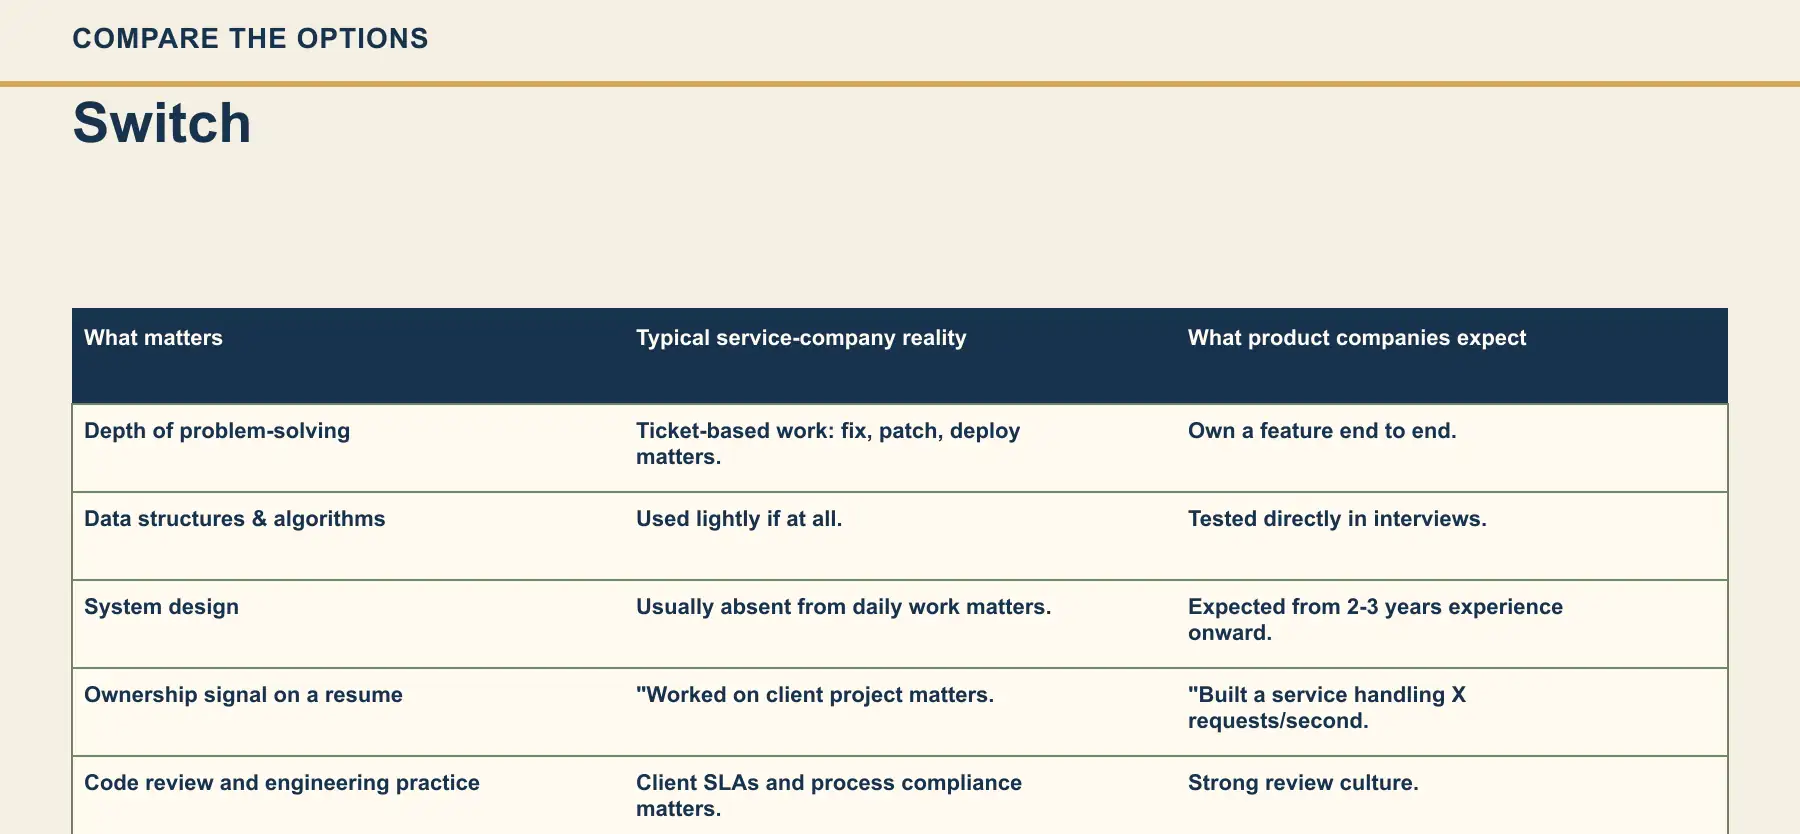 COMPARE THE OPTIONS
Switch
What matters
Typical service-company reality
What product companies expect
Depth of problem-solving
Ticket-based work: fix, patch, deploy
matters.
Own a feature end to end.
Data structures & algorithms
Used lightly if at all.
Tested directly in interviews.
System design
Usually absent from daily work matters.
Expected from 2-3 years experience
onward.
Ownership signal on a resume
"Worked on client project matters.
"Built a service handling X
requests/second.
Code review and engineering practice
Client SLAs and process compliance
matters.
Strong review culture.